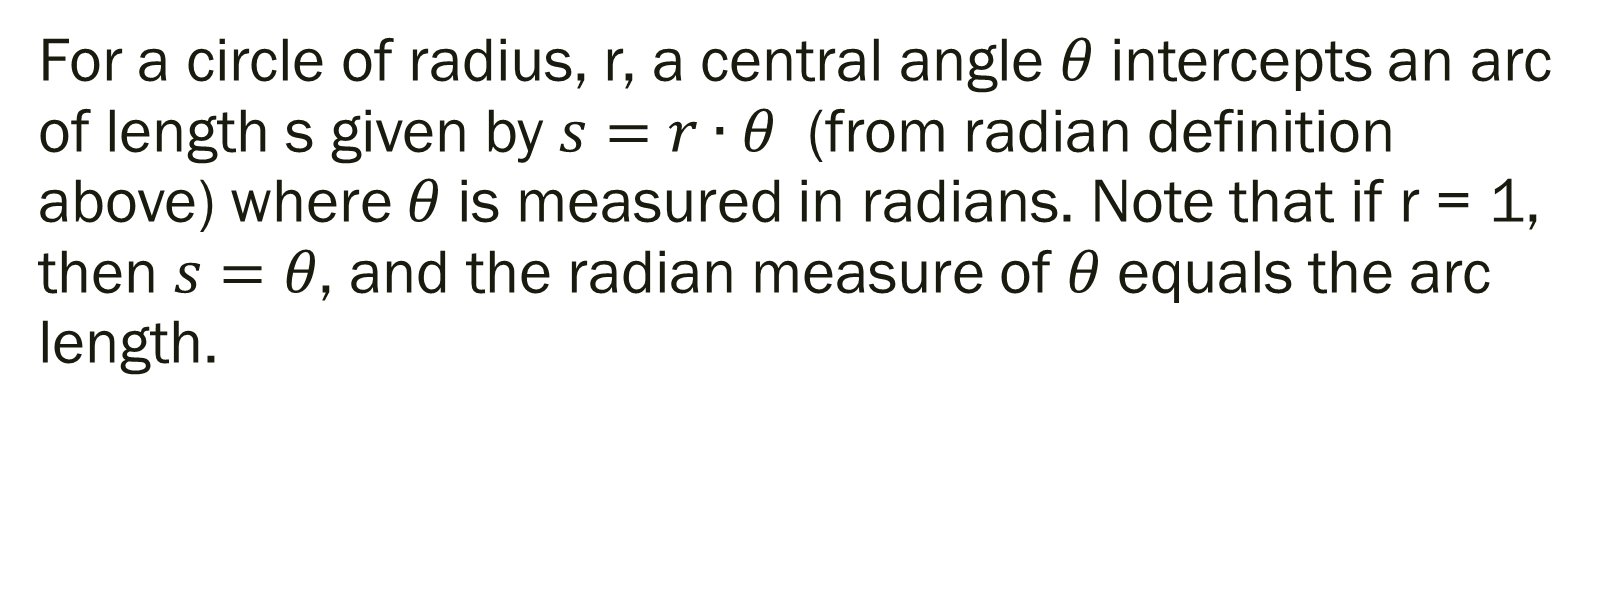 For a circle of radius, r, a central angle 𝜃 intercepts an arc
of length s given by 𝑠 = 𝑟 ∙ 𝜃 (from radian definition
above) where 𝜃 is measured in radians. Note that if r = 1,
then 𝑠 = 𝜃, and the radian measure of 𝜃 equals the arc
length.